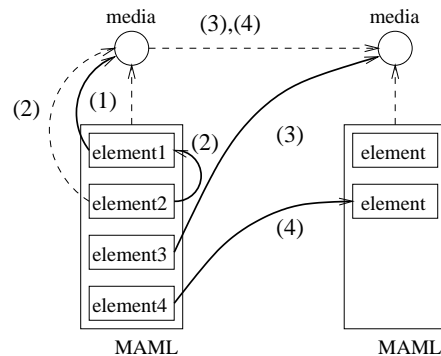 media
media
(3),(4)
(2)
(1)
(2)
(3)
element1
element
element2
element
element3
(4)
element4
MAML
MAML